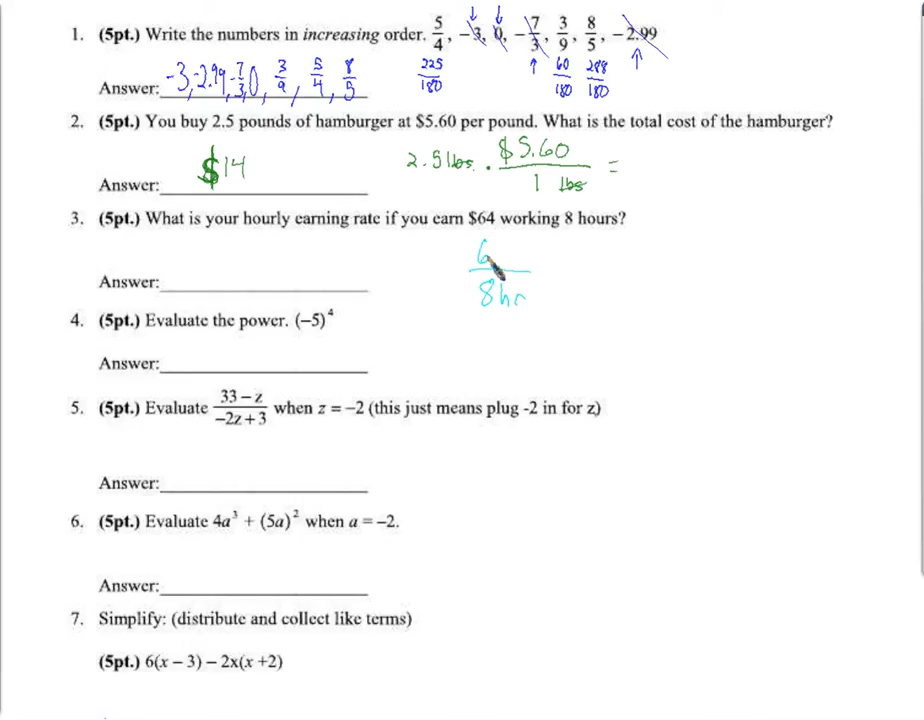 1. (5pt.) Write the numbers in increasing order. 5/4, −3, 0, −7/3, 3/9, 8/5, −2.99
225/180 60/180 288/180
Answer: -3, -2.99, -7/3, 0, 3/9, 5/4, 8/5
2. (5pt.) You buy 2.5 pounds of hamburger at $5.60 per pound. What is the total cost of the hamburger?
2.5 lbs. · $5.60/1 lbs =
Answer: $14
3. (5pt.) What is your hourly earning rate if you earn $64 working 8 hours?
6/8hr
Answer:
4. (5pt.) Evaluate the power. (−5)⁴
Answer:
5. (5pt.) Evaluate (33 − z)/(−2z + 3) when z = −2 (this just means plug -2 in for z)
Answer:
6. (5pt.) Evaluate 4a³ + (5a)² when a = −2.
Answer:
7. Simplify: (distribute and collect like terms)
(5pt.) 6(x − 3) − 2x(x +2)